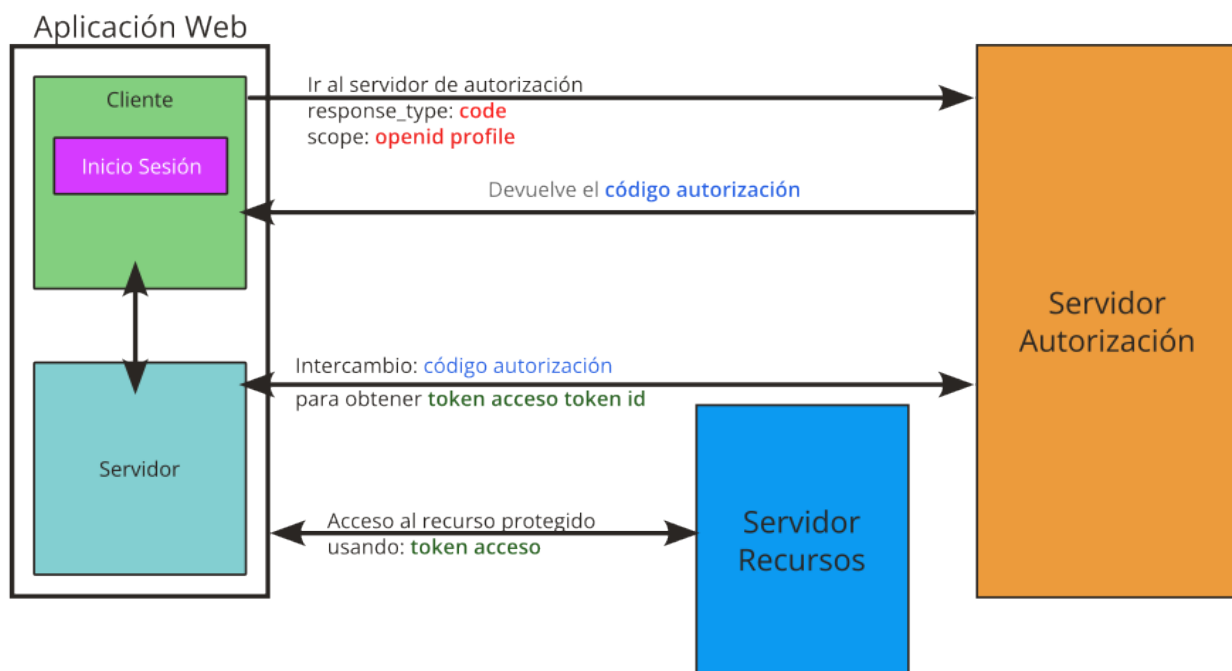 Aplicación Web
Cliente
Inicio Sesión
Ir al servidor de autorización
response_type: code
scope: openid profile
Devuelve el código autorización
Servidor
Autorización
Intercambio: código autorización
para obtener token acceso token id
Servidor
Acceso al recurso protegido
usando: token acceso
Servidor
Recursos